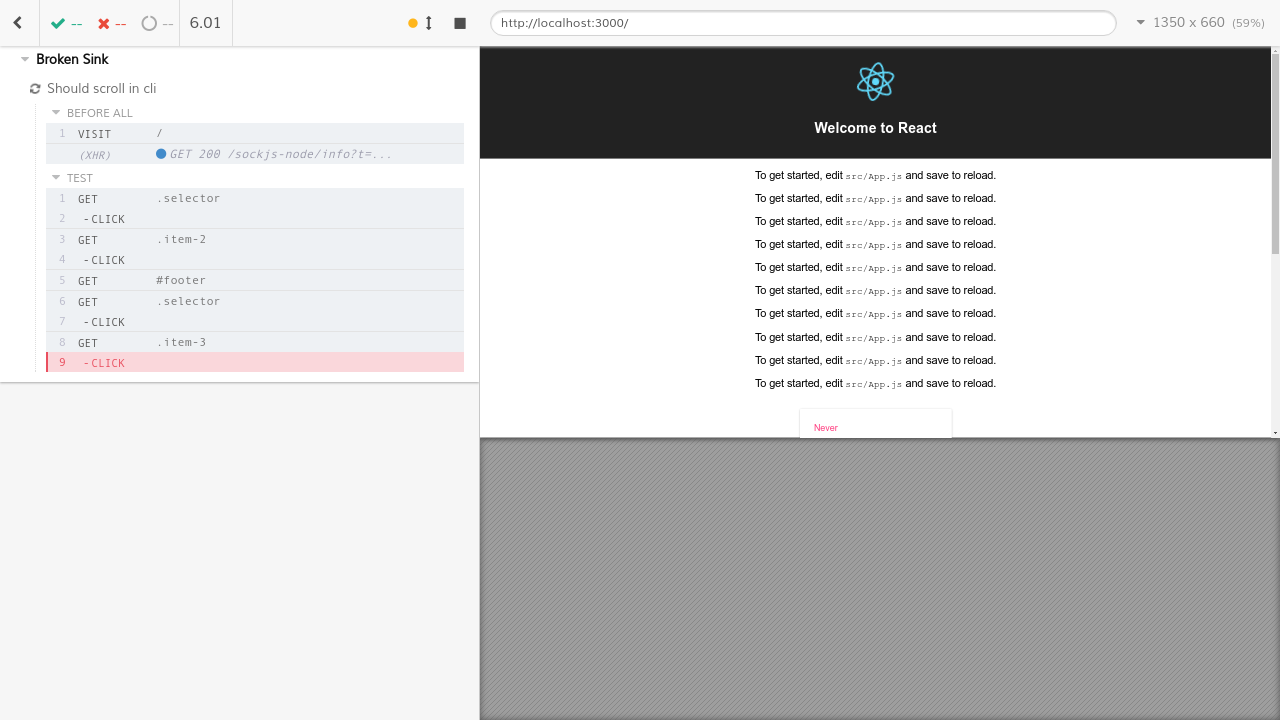 -- -- -- 6.01 http://localhost:3000/ 1350 x 660 (59%)
Broken Sink
Should scroll in cli
BEFORE ALL
1 VISIT /
(XHR) GET 200 /sockjs-node/info?t=...
TEST
1 GET .selector
2 -CLICK
3 GET .item-2
4 -CLICK
5 GET #footer
6 GET .selector
7 -CLICK
8 GET .item-3
9 -CLICK
Welcome to React
To get started, edit src/App.js and save to reload.
To get started, edit src/App.js and save to reload.
To get started, edit src/App.js and save to reload.
To get started, edit src/App.js and save to reload.
To get started, edit src/App.js and save to reload.
To get started, edit src/App.js and save to reload.
To get started, edit src/App.js and save to reload.
To get started, edit src/App.js and save to reload.
To get started, edit src/App.js and save to reload.
To get started, edit src/App.js and save to reload.
Never